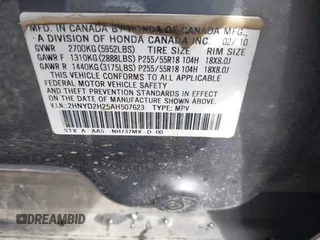 MFD. IN CANADA BY HONDA OF CANADA MFG.,
A DIVISION OF HONDA CANADA INC. 02/10
GVWR 2700KG(5952LBS) TIRE SIZE RIM SIZE
GAWR F 1310KG(2888LBS) P255/55R18 104H 18X8.0J
GAWR R 1440KG(3175LBS) P255/55R18 104H 18X8.0J
THIS VEHICLE CONFORMS TO ALL APPLICABLE
FEDERAL MOTOR VEHICLE SAFETY STANDARDS IN
EFFECT ON THE DATE OF MANUFACTURE SHOWN ABOVE.
V.I.N.:2HNYD2H25AH507623 TYPE: MPV
STX A AA5 NH737MX-D 00
DREAMBID